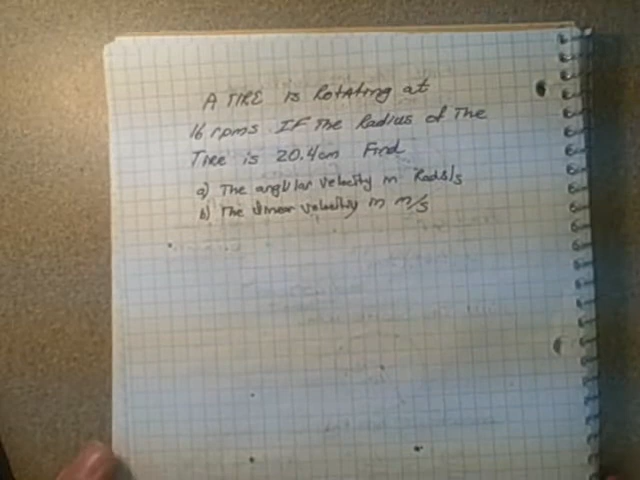 A TIRE is Rotating at
16 rpms IF The Radius of The
Tire is 20.4cm Find
a) The angular velocity in Rads/s
b) The linear velocity in m/s